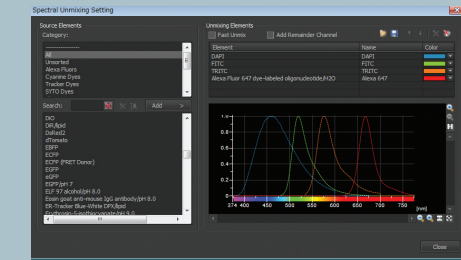 Spectral Unmixing Setting
Source Elements
Category:
All
Unsorted
Alexa Fluors
Cyanine Dyes
Tracker Dyes
SYTO Dyes
Search:
Add >
DiO
DiR/lipid
DsRed2
dTomato
EBFP
ECFP
ECFP (FRET Donor)
EGFP
eGFP
EGFP/pH 7
ELF 97 alcohol/pH 8.0
Eosin goat anti-mouse IgG antibody/pH 8.0
ER-Tracker Blue-White DPX/lipid
Erythrosin-5-isothiocyanate/pH 9.0
Unmixing Elements
Fast Unmix
Add Remainder Channel
Element Name Color
DAPI DAPI
FITC FITC
TRITC TRITC
Alexa Fluor 647 dye-labeled oligonucleotide/H2O Alexa 647
1.0
0.8
0.6
0.4
0.2
0
374 400 450 500 550 600 650 700 750 [nm]
Close